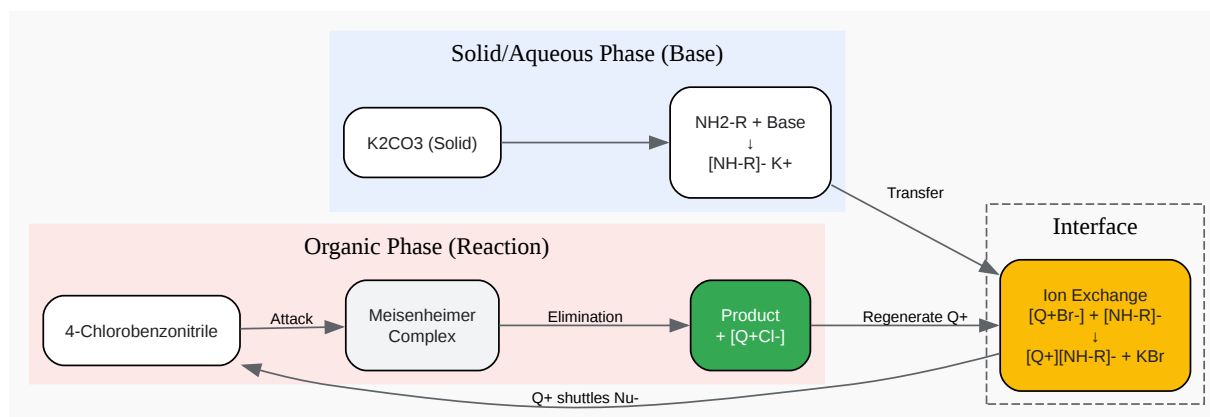 Solid/Aqueous Phase (Base)
K2CO3 (Solid)
NH2-R + Base
↓
[NH-R]- K+
Transfer
Interface
Ion Exchange
[Q+Br-] + [NH-R]-
↓
[Q+][NH-R]- + KBr
Organic Phase (Reaction)
4-Chlorobenzonitrile
Attack
Meisenheimer
Complex
Elimination
Product
+ [Q+Cl-]
Regenerate Q+
Q+ shuttles Nu-